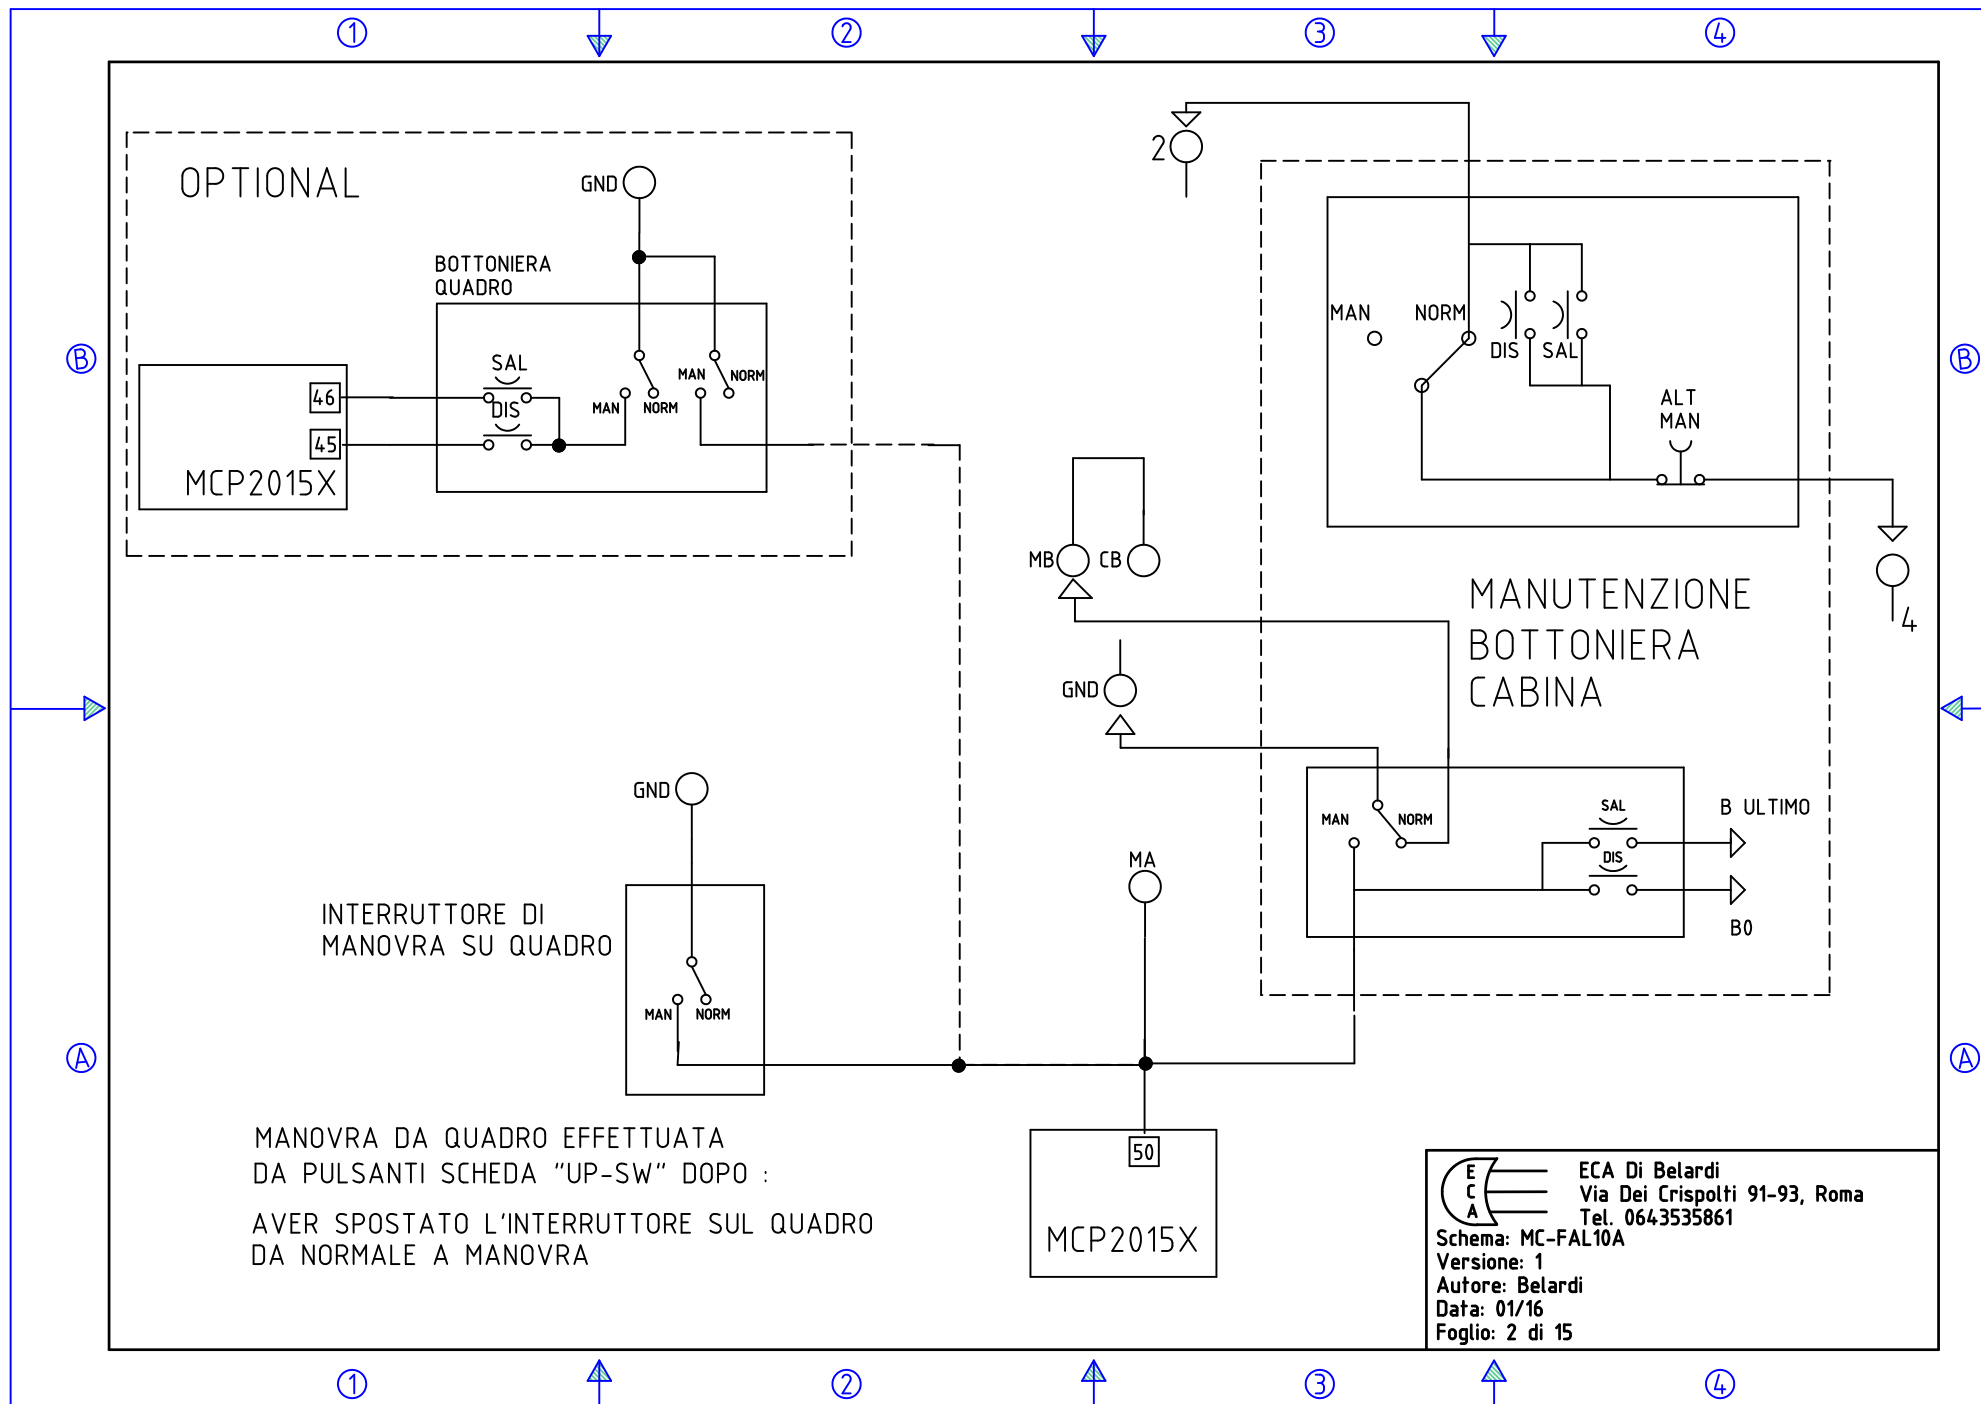 1
2
3
4
OPTIONAL
GND
BOTTONIERA
QUADRO
SAL
DIS
46
45
MCP2015X
MAN
NORM
MAN
NORM
B
2
MAN
NORM
DIS
SAL
ALT
MAN
B
4
MB
CB
MANUTENZIONE
BOTTONIERA
CABINA
GND
GND
INTERRUTTORE DI
MANOVRA SU QUADRO
MAN
NORM
MAN
NORM
SAL
DIS
B ULTIMO
B0
MA
A
A
MANOVRA DA QUADRO EFFETTUATA
DA PULSANTI SCHEDA "UP-SW" DOPO :
AVER SPOSTATO L'INTERRUTTORE SUL QUADRO
DA NORMALE A MANOVRA
50
MCP2015X
E
C
A
ECA Di Belardi
Via Dei Crispolti 91-93, Roma
Tel. 0643535861
Schema: MC-FAL10A
Versione: 1
Autore: Belardi
Data: 01/16
Foglio: 2 di 15
1
2
3
4